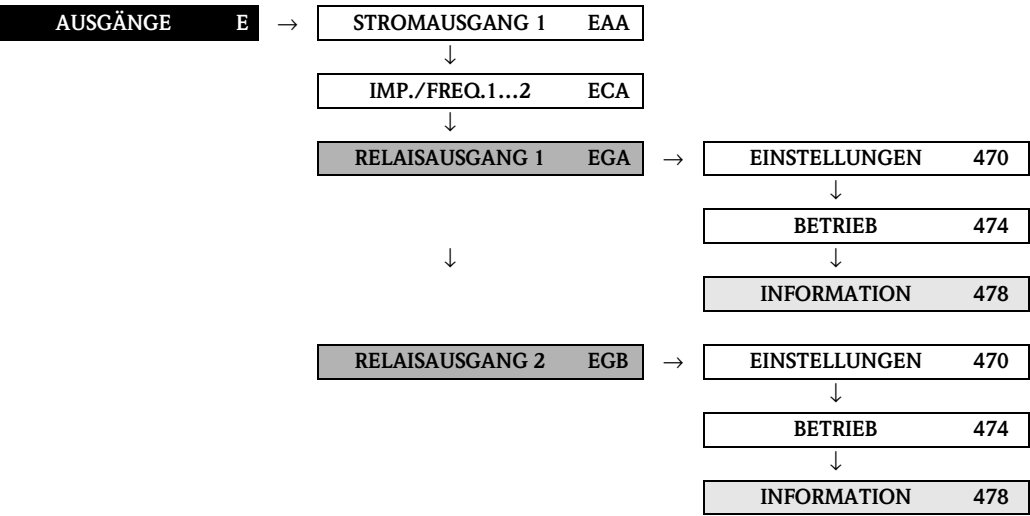 AUSGÄNGE E → STROMAUSGANG 1 EAA
↓
IMP./FREQ.1...2 ECA
↓
RELAISAUSGANG 1 EGA → EINSTELLUNGEN 470
↓
BETRIEB 474
↓ ↓
INFORMATION 478
RELAISAUSGANG 2 EGB → EINSTELLUNGEN 470
↓
BETRIEB 474
↓
INFORMATION 478